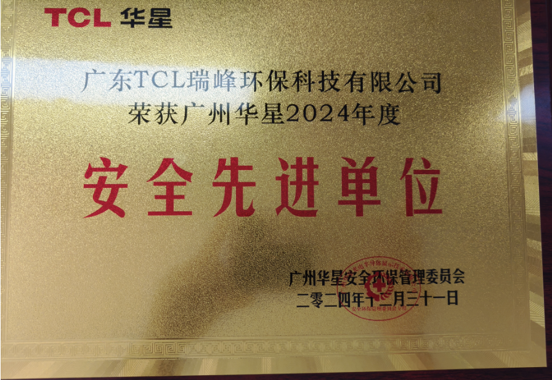 TCL 华星
广东TCL瑞峰环保科技有限公司
荣获广州华星2024年度
安全先进单位
广州华星安全环保管理委员会
二零二四年十二月三十一日